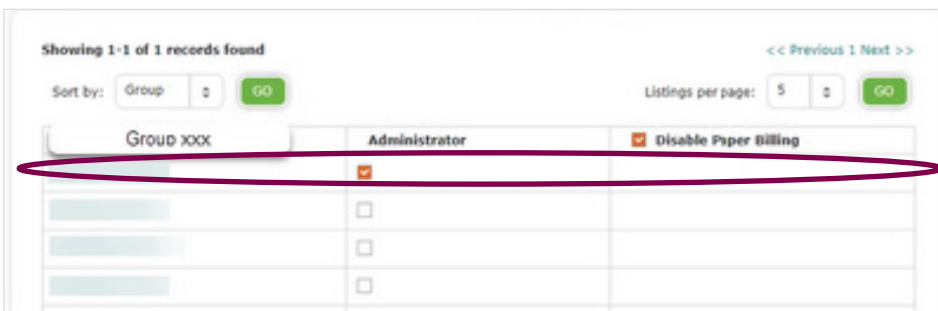 Showing 1-1 of 1 records found
<< Previous 1 Next >>
Sort by: Group GO
Listings per page: 5 GO
Group xxx
Administrator
Disable Paper Billing